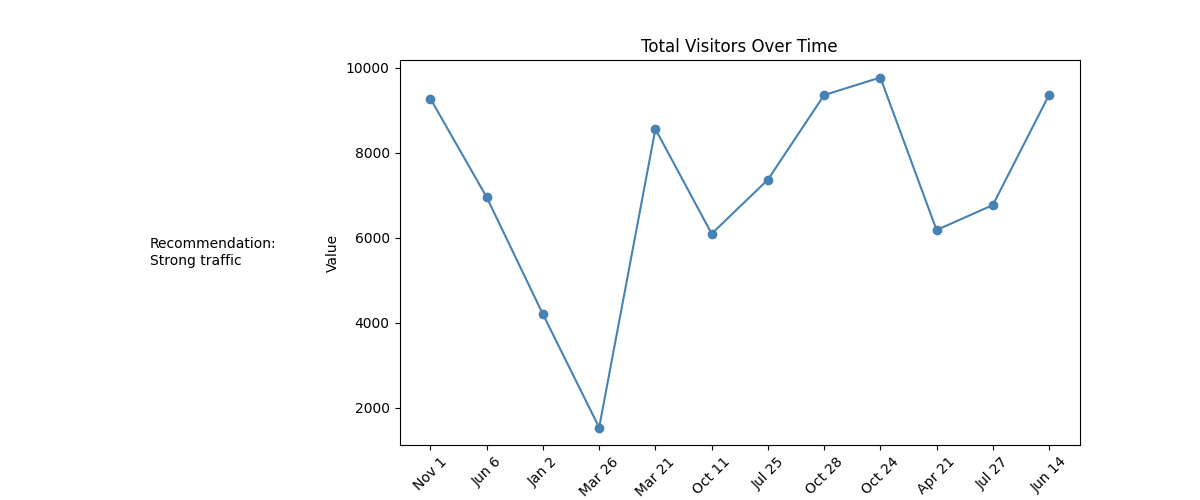 Total Visitors Over Time
Recommendation:
Strong traffic
Value
10000
8000
6000
4000
2000
Nov 1
Jun 6
Jan 2
Mar 26
Mar 21
Oct 11
Jul 25
Oct 28
Oct 24
Apr 21
Jul 27
Jun 14